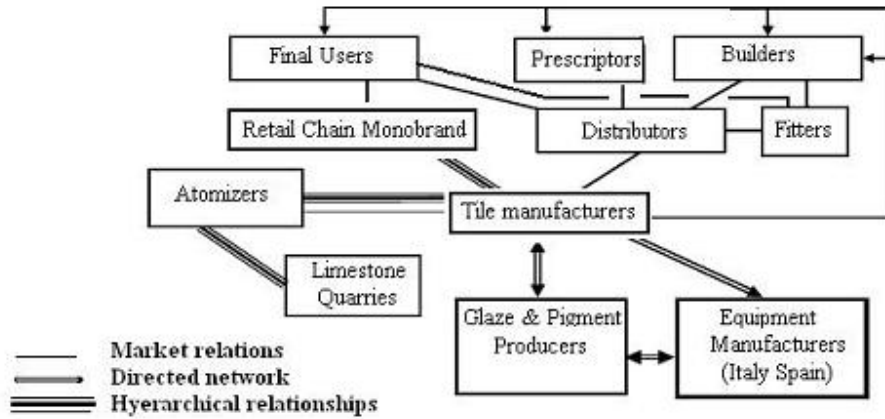 Final Users
Prescriptors
Builders
Retail Chain Monobrand
Distributors
Fitters
Atomizers
Tile manufacturers
Limestone
Quarries
Glaze & Pigment
Producers
Equipment
Manufacturers
(Italy Spain)
Market relations
Directed network
Hyerarchical relationships